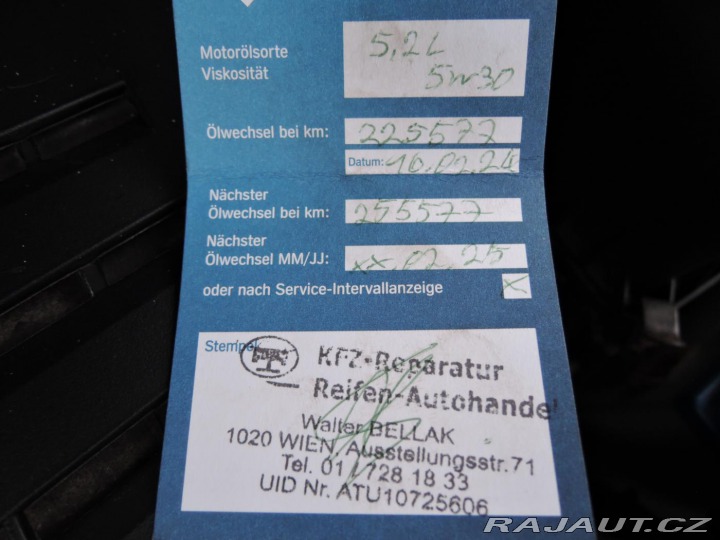 Motorölsorte
Viskosität
5,2L
5w30
Ölwechsel bei km: 225577
Datum: 16.02.24
Nächster
Ölwechsel bei km: 255577
Nächster
Ölwechsel MM/JJ: xx.02.25
oder nach Service-Intervallanzeige x
Stempel
KFZ-Reparatur
Reifen-Autohandel
Walter BELLAK
1020 WIEN, Ausstellungsstr. 71
Tel. 01 / 728 18 33
UID Nr. ATU10725606
RAJAUT.CZ